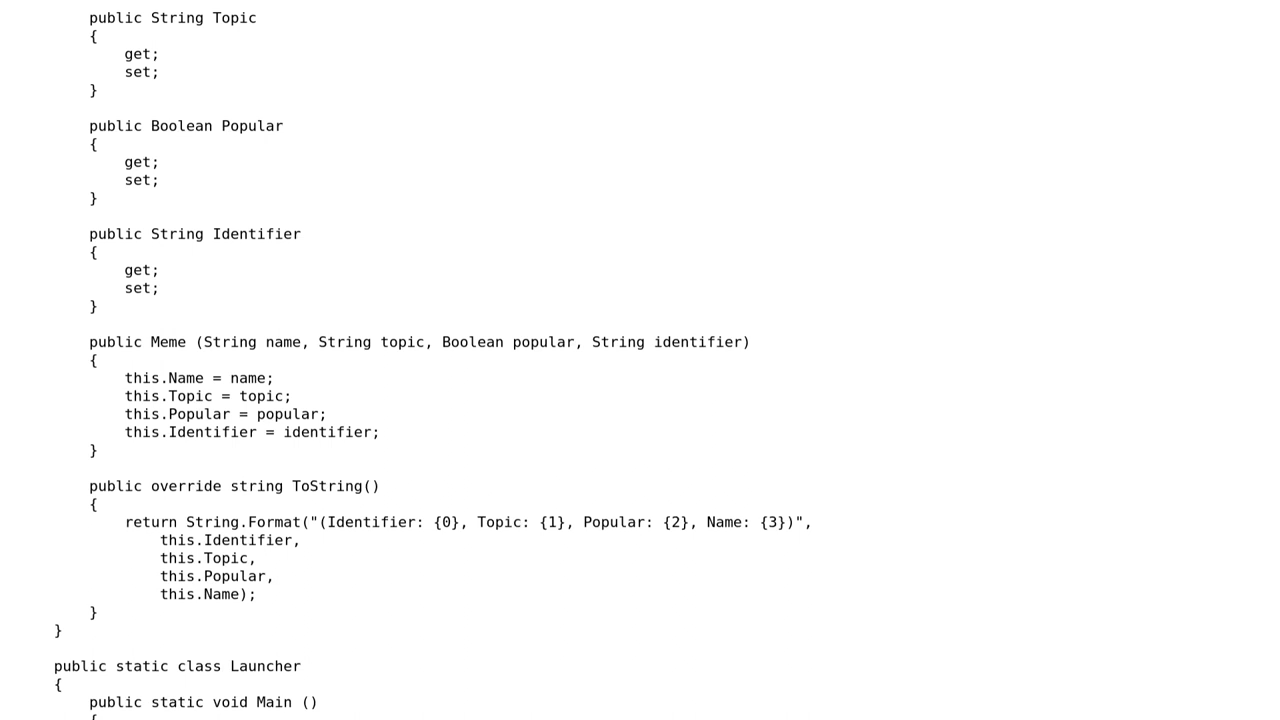 public String Topic
{
get;
set;
}
public Boolean Popular
{
get;
set;
}
public String Identifier
{
get;
set;
}
public Meme (String name, String topic, Boolean popular, String identifier)
{
this.Name = name;
this.Topic = topic;
this.Popular = popular;
this.Identifier = identifier;
}
public override string ToString()
{
return String.Format("(Identifier: {0}, Topic: {1}, Popular: {2}, Name: {3})",
this.Identifier,
this.Topic,
this.Popular,
this.Name);
}
}
public static class Launcher
{
public static void Main ()
{